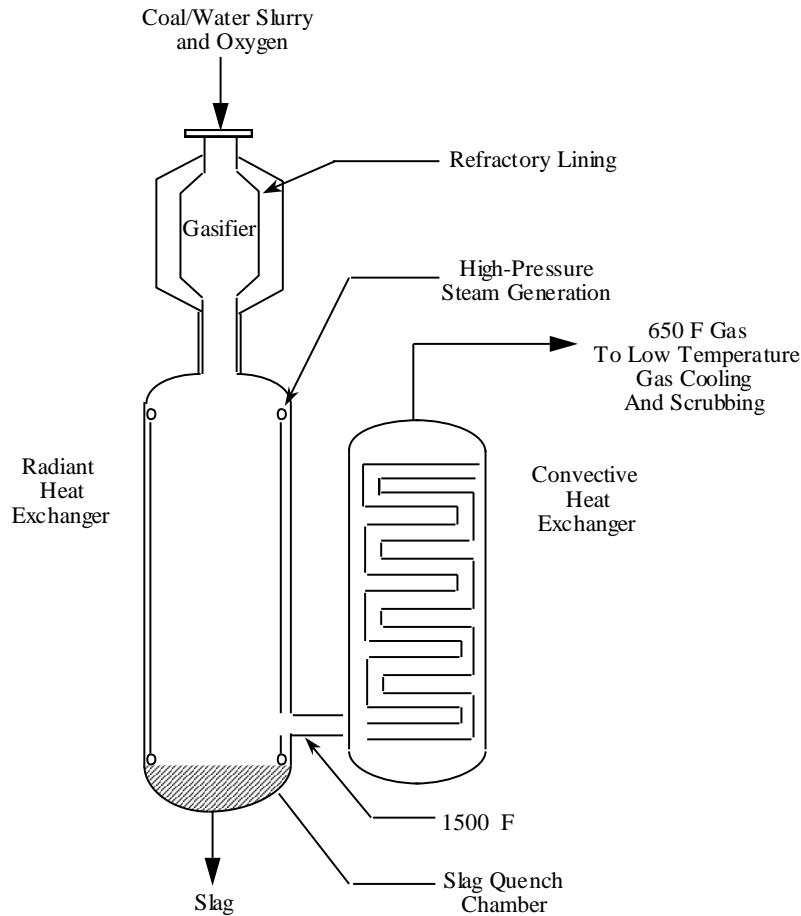 Coal/Water Slurry
and Oxygen
Refractory Lining
Gasifier
High-Pressure
Steam Generation
650 F Gas
To Low Temperature
Gas Cooling
And Scrubbing
Radiant
Heat
Exchanger
Convective
Heat
Exchanger
1500 F
Slag
Slag Quench
Chamber